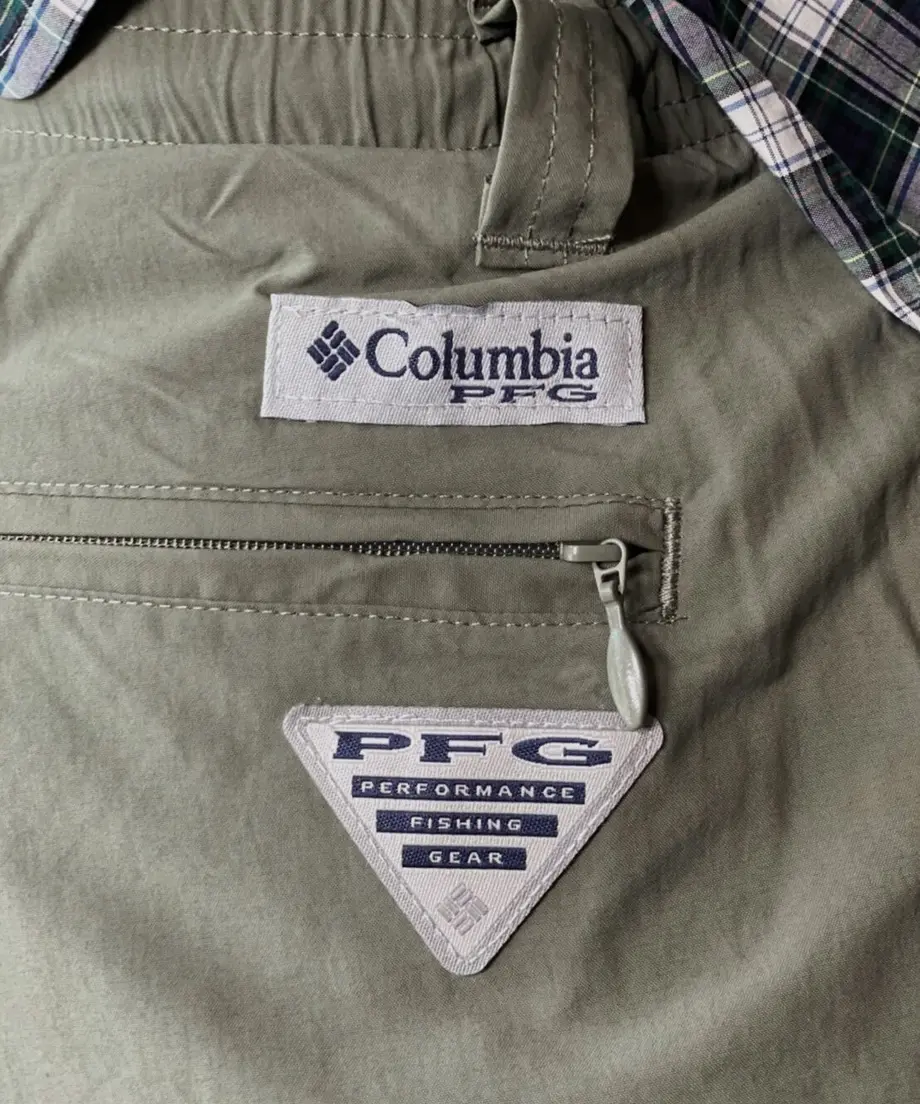 Columbia
PFG
PFG
PERFORMANCE
FISHING
GEAR